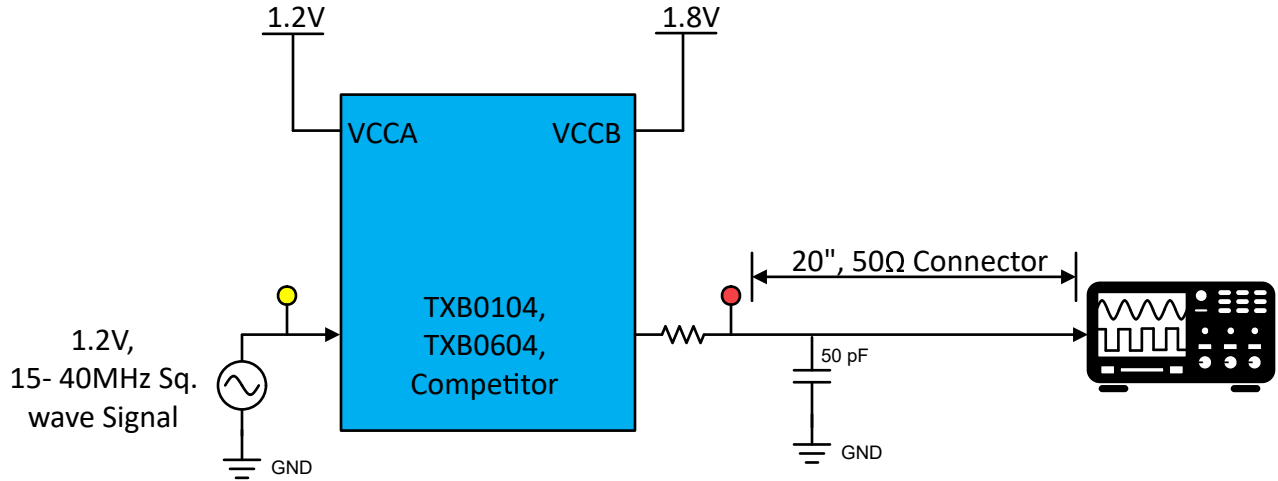 1.2V
1.8V
VCCA
VCCB
20", 50Ω Connector
TXB0104,
TXB0604,
Competitor
1.2V,
15- 40MHz Sq.
wave Signal
50 pF
GND
GND